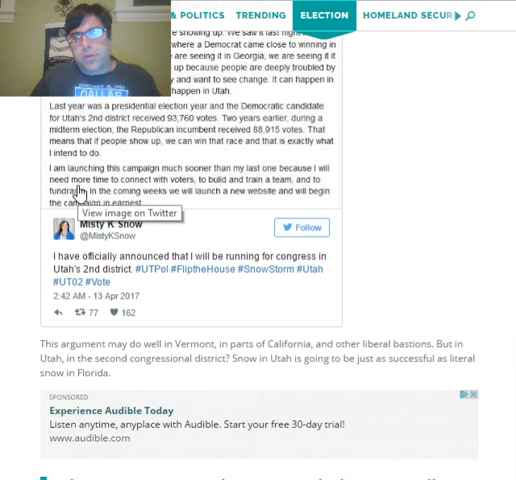 & POLITICS TRENDING ELECTION HOMELAND SECUR
e showing up. We saw it last night
where a Democrat came close to winning in
are seeing it in Georgia, we are seeing it it
up because people are deeply troubled by
and want to see change. It can happen in
happen in Utah.
Last year was a presidential election year and the Democratic candidate
for Utah's 2nd district received 93,760 votes. Two years earlier, during a
midterm election, the Republican incumbent received 88,915 votes. That
means that if people show up, we can win that race and that is exactly what
I intend to do.
I am launching this campaign much sooner than my last one because I will
need more time to connect with voters, to build and train a team, and to
fundra In the coming weeks we will launch a new website and will begin
the campaign in earnest
View image on Twitter
Misty K Snow
@MistyKSnow
Follow
I have officially announced that I will be running for congress in
Utah's 2nd district. #UTPol #FliptheHouse #SnowStorm #Utah
#UT02 #Vote
2:42 AM - 13 Apr 2017
77 162
This argument may do well in Vermont, in parts of California, and other liberal bastions. But in
Utah, in the second congressional district? Snow in Utah is going to be just as successful as literal
snow in Florida.
SPONSORED
Experience Audible Today
Listen anytime, anyplace with Audible. Start your free 30-day trial!
www.audible.com